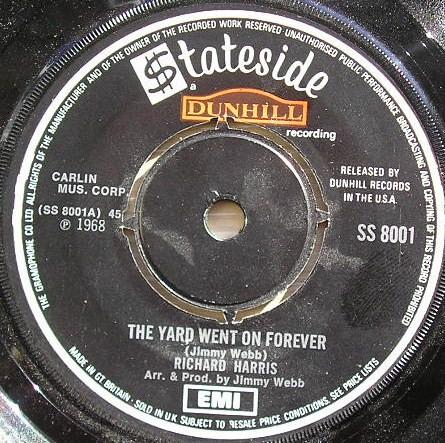 THE GRAMOPHONE CO LTD. ALL RIGHTS OF THE MANUFACTURER AND OF THE OWNER OF THE RECORDED WORK RESERVED. UNAUTHORISED PUBLIC PERFORMANCE BROADCASTING AND COPYING OF THIS RECORD PROHIBITED.
$tateside
a
DUNHILL
recording
CARLIN
MUS. CORP
RELEASED BY
DUNHILL RECORDS
IN THE U.S.A.
(SS 8001A) 45
℗ 1968
SS 8001
THE YARD WENT ON FOREVER
(Jimmy Webb)
RICHARD HARRIS
Arr. & Prod. by Jimmy Webb
EMI
MADE IN GT BRITAIN · SOLD IN U.K. SUBJECT TO RESALE PRICE CONDITIONS, SEE PRICE LISTS